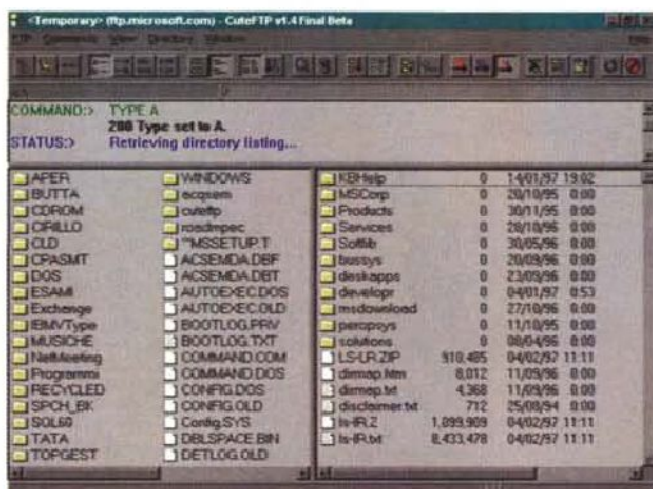 <Temporary> (ftp.microsoft.com) - CuteFTP v1.4 Final Beta
FTP Commands View Directory Window Help
COMMAND:> TYPE A
200 Type set to A.
STATUS:> Retrieving directory listing...
APER
BUTTA
CDROM
CIRILLO
CLD
CPASMIT
DOS
ESAMI
Exchange
IBMVType
MUSICHE
NetMeeting
Programmi
RECYCLED
SPCH_BK
SQL60
TATA
TOPGEST
WINDOWS
acqsem
cuteftp
roadmpec
~MSSETUP.T
ACSEMDA.DBF
ACSEMDA.DBT
AUTOEXEC.DOS
AUTOEXEC.OLD
BOOTLOG.PRV
BOOTLOG.TXT
COMMAND.COM
COMMAND.DOS
CONFIG.DOS
CONFIG.OLD
Config.SYS
DBLSPACE.BIN
DETLOG.OLD
KBHelp 0 14/01/97 19:02
MSCorp 0 0:00
Products 0 30/11/95 0:00
Services 0 0:00
Softlib 0 30/05/96 0:00
bussys 0 20/09/96 0:00
deskapps 0 23/09/96 0:00
developr 0 04/01/97 0:53
msdownload 0 27/10/96 0:00
peropsys 0 11/10/95 0:00
solutions 0 08/04/96 0:00
LS-LR.ZIP 910,485 04/02/97 11:11
dirmap.htm 8,012 11/09/96 0:00
dirmap.txt 4,368 11/09/96 0:00
disclaimer.txt 712 25/08/94 0:00
ls-lR.Z 1,099,909 04/02/97 11:11
ls-lR.txt 8,433,478 04/02/97 11:11